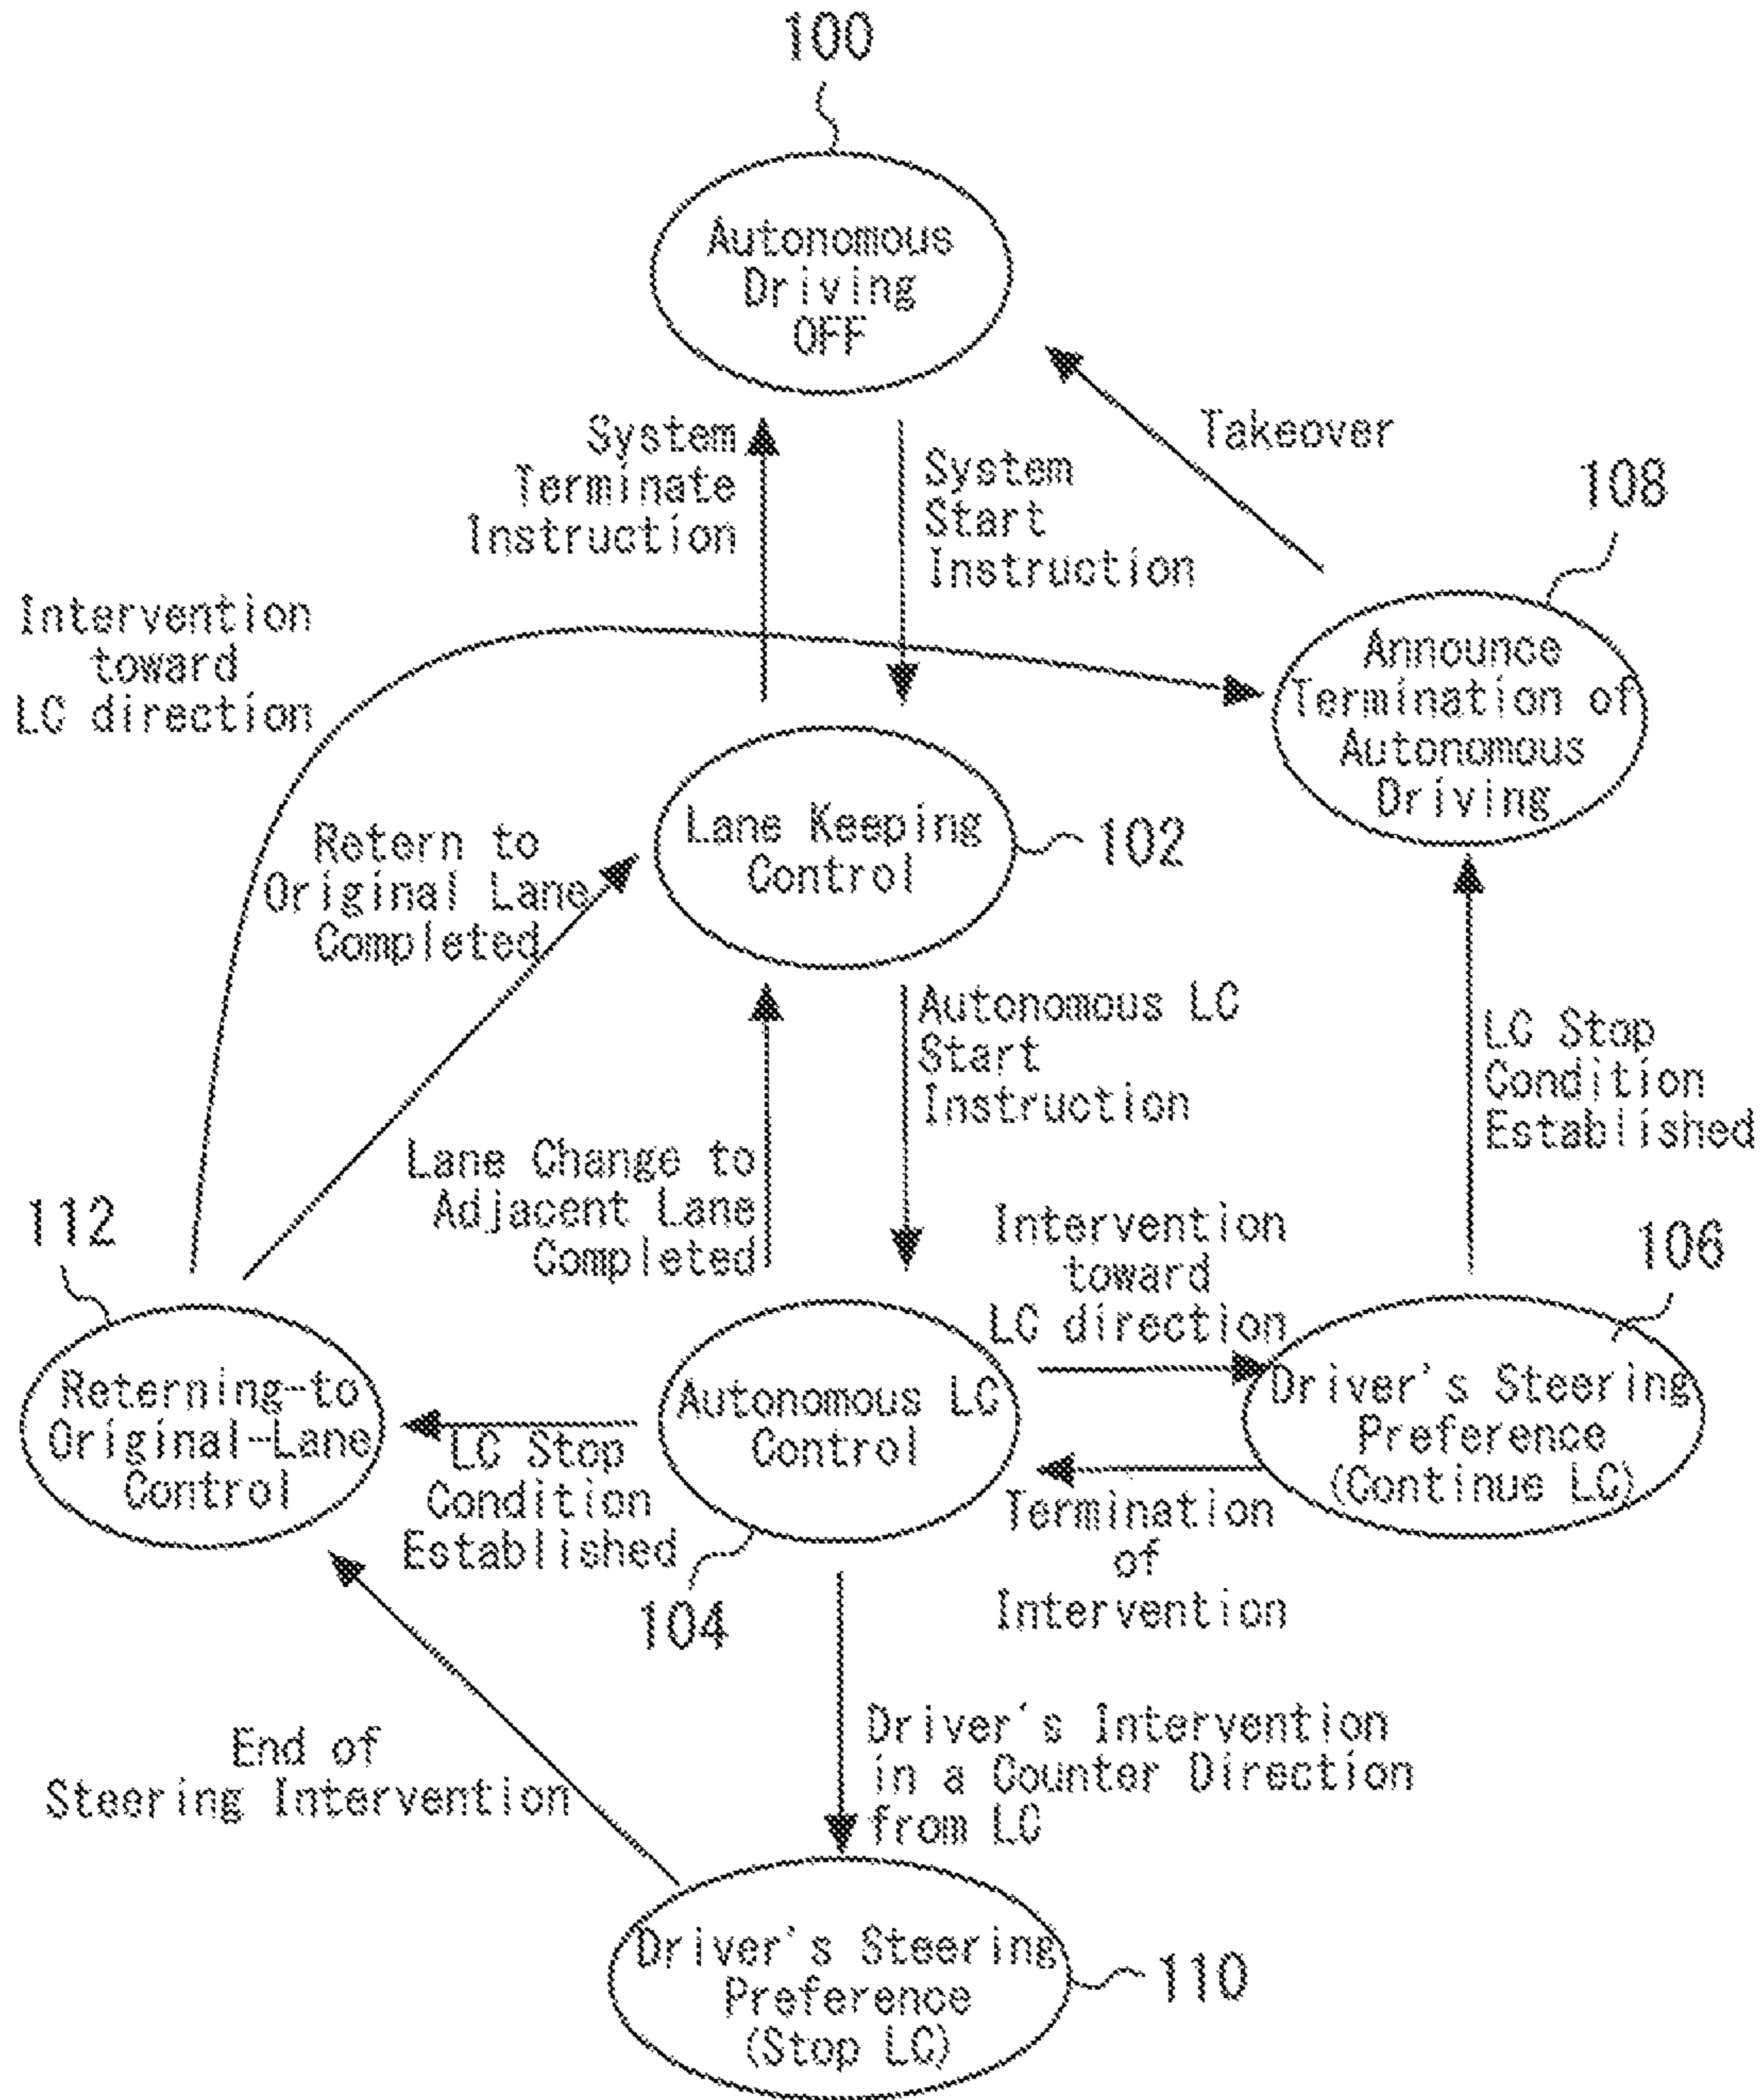 100
Autonomous
Driving
OFF
System
Terminate
Instruction
System
Start
Instruction
Takeover
108
Intervention
toward
LC direction
Announce
Termination of
Autonomous
Driving
Lane Keeping
Control
102
Retern to
Original Lane
Completed
Autonomous LC
Start
Instruction
LC Stop
Condition
Established
Lane Change to
Adjacent Lane
Completed
112
Intervention
toward
LC direction
106
Reterning-to
Original-Lane
Control
LC Stop
Condition
Established
Autonomous LC
Control
104
Driver's Steering
Preference
(Continue LC)
Termination
of
Intervention
End of
Steering Intervention
Driver's Intervention
in a Counter Direction
from LC
Driver's Steering
Preference
(Stop LC)
110